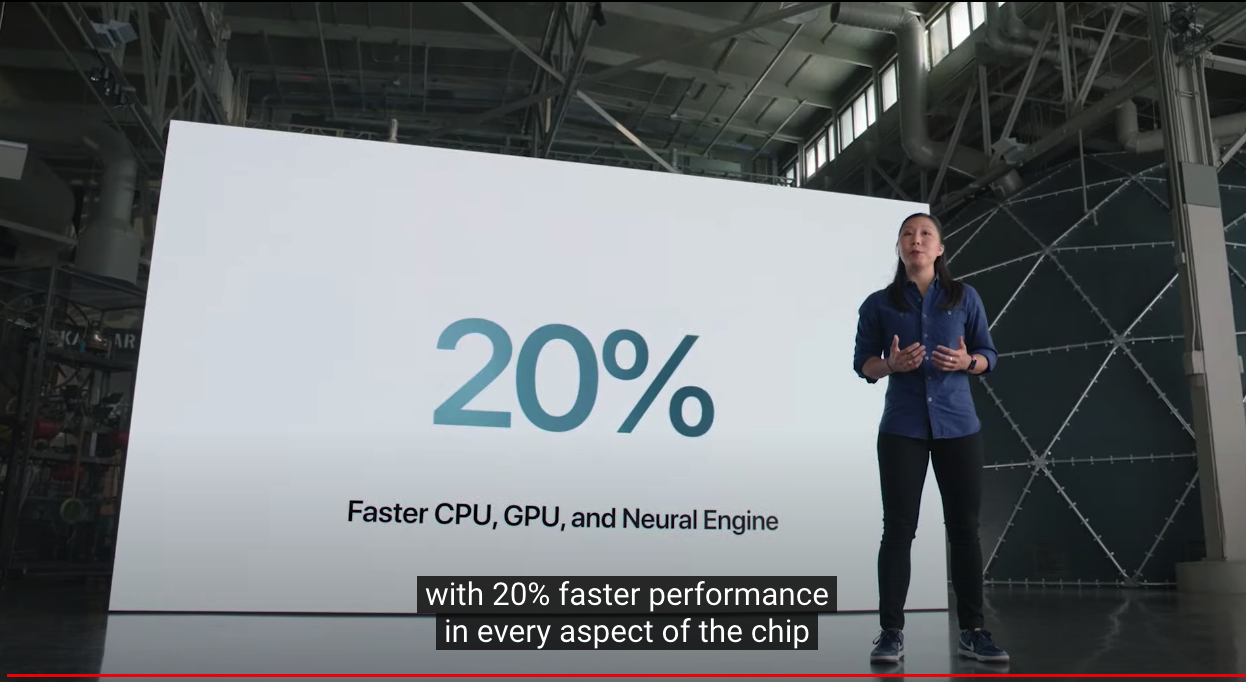 20%
Faster CPU, GPU, and Neural Engine
with 20% faster performance
in every aspect of the chip